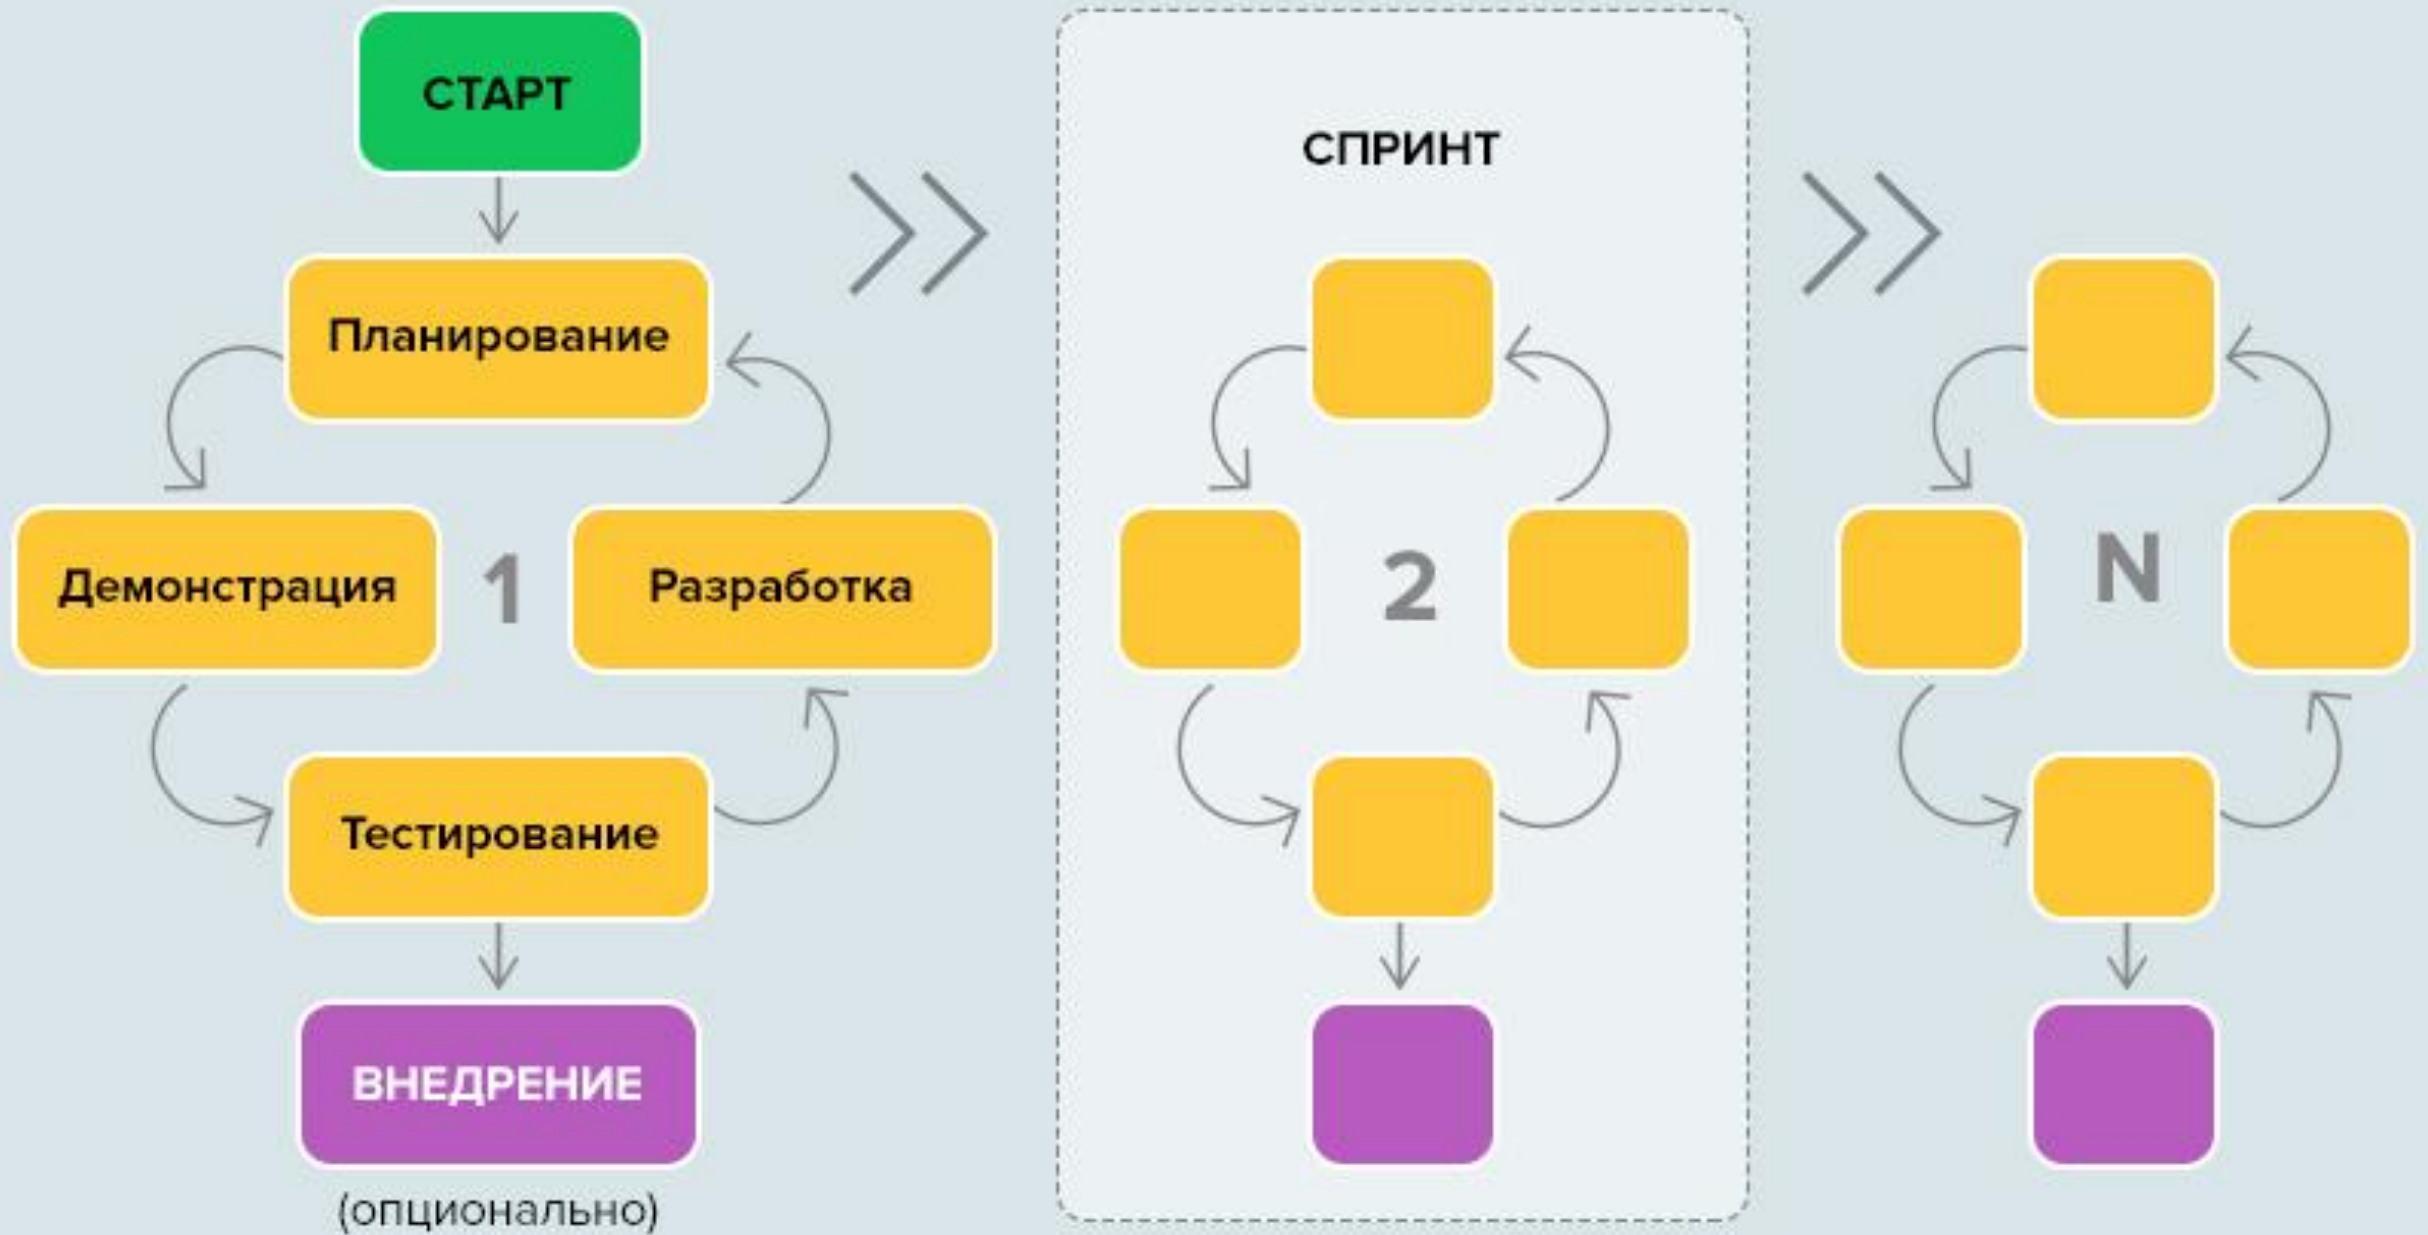 СТАРТ
СПРИНТ
Планирование
Демонстрация
1
Разработка
2
N
Тестирование
ВНЕДРЕНИЕ
(опционально)